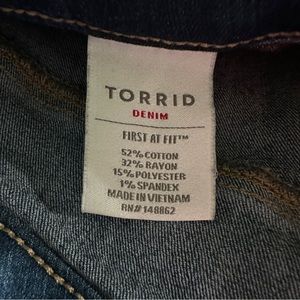 TORRID
DENIM
FIRST AT FIT™
52% COTTON
32% RAYON
15% POLYESTER
1% SPANDEX
MADE IN VIETNAM
RN# 148862